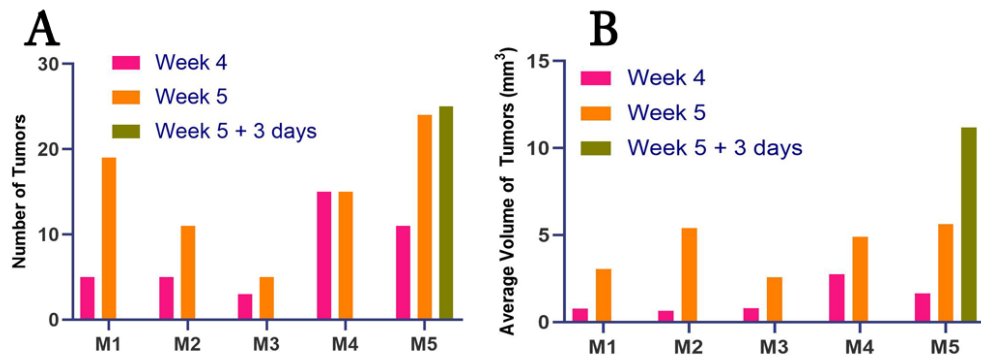 A
Number of Tumors
30
20
10
0
Week 4
Week 5
Week 5 + 3 days
M1 M2 M3 M4 M5
B
Average Volume of Tumors (mm³)
15
10
5
0
Week 4
Week 5
Week 5 + 3 days
M1 M2 M3 M4 M5